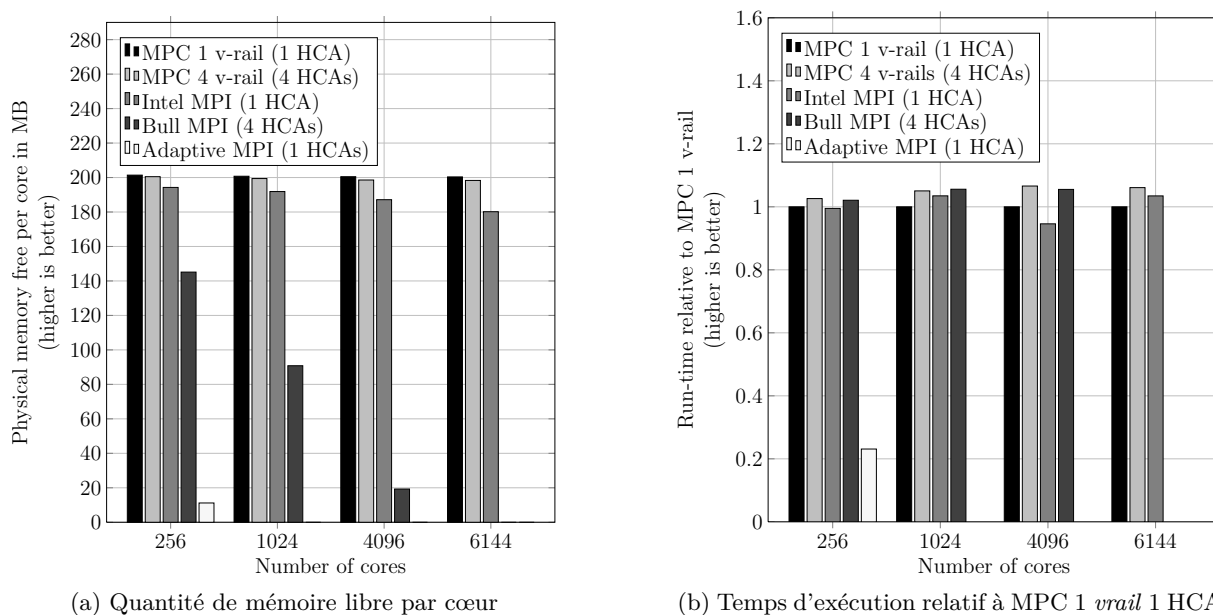 280
260
240
220
200
180
160
140
120
100
80
60
40
20
0
Physical memory free per core in MB
(higher is better)
MPC 1 v-rail (1 HCA)
MPC 4 v-rail (4 HCAs)
Intel MPI (1 HCA)
Bull MPI (4 HCAs)
Adaptive MPI (1 HCAs)
256 1024 4096 6144
Number of cores
(a) Quantité de mémoire libre par cœur
1.6
1.4
1.2
1
0.8
0.6
0.4
0.2
0
Run-time relative to MPC 1 v-rail
(higher is better)
MPC 1 v-rail (1 HCA)
MPC 4 v-rails (4 HCAs)
Intel MPI (1 HCA)
Bull MPI (4 HCAs)
Adaptive MPI (1 HCA)
256 1024 4096 6144
Number of cores
(b) Temps d'exécution relatif à MPC 1 vrail 1 HCA